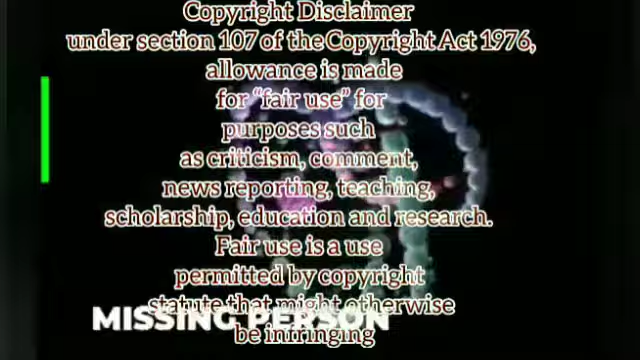 Copyright Disclaimer
under section 107 of the Copyright Act 1976,
allowance is made
for “fair use” for
purposes such
as criticism, comment,
news reporting, teaching,
scholarship, education and research.
Fair use is a use
permitted by copyright
statute that might otherwise
MISSING PERSON
be infringing